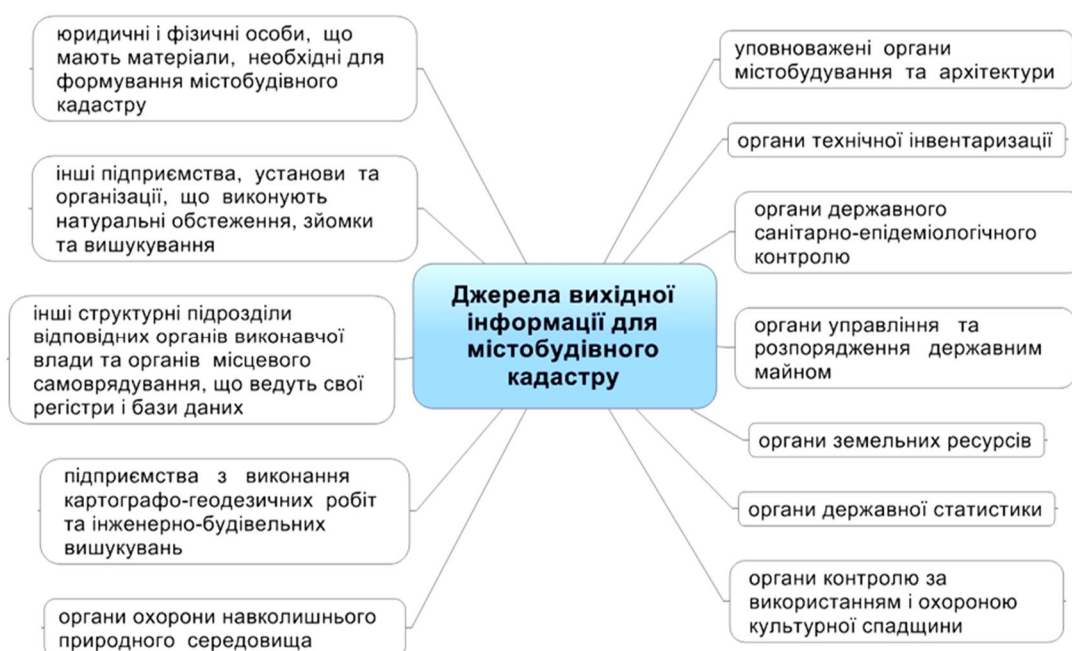 юридичні і фізичні особи, що
мають матеріали, необхідні для
формування містобудівного
кадастру
інші підприємства, установи та
організації, що виконують
натуральні обстеження, зйомки
та вишукування
інші структурні підрозділи
відповідних органів виконавчої
влади та органів місцевого
самоврядування, що ведуть свої
регістри і бази даних
підприємства з виконання
картографо-геодезичних робіт
та інженерно-будівельних
вишукувань
органи охорони навколишнього
природного середовища
Джерела вихідної
інформації для
містобудівного
кадастру
уповноважені органи
містобудування та архітектури
органи технічної інвентаризації
органи державного
санітарно-епідеміологічного
контролю
органи управління та
розпорядження державним
майном
органи земельних ресурсів
органи державної статистики
органи контролю за
використанням і охороною
культурної спадщини